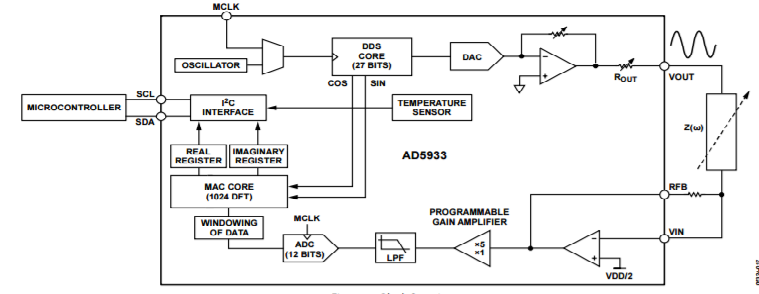 MCLK
OSCILLATOR
DDS
CORE
(27 BITS)
DAC
ROUT
VOUT
COS
SIN
SCL
SDA
MICROCONTROLLER
I2C
INTERFACE
TEMPERATURE
SENSOR
Z(ω)
REAL
REGISTER
IMAGINARY
REGISTER
AD5933
MAC CORE
(1024 DFT)
RFB
WINDOWING
OF DATA
MCLK
PROGRAMMABLE
GAIN AMPLIFIER
VIN
ADC
(12 BITS)
LPF
×5
×1
VDD/2